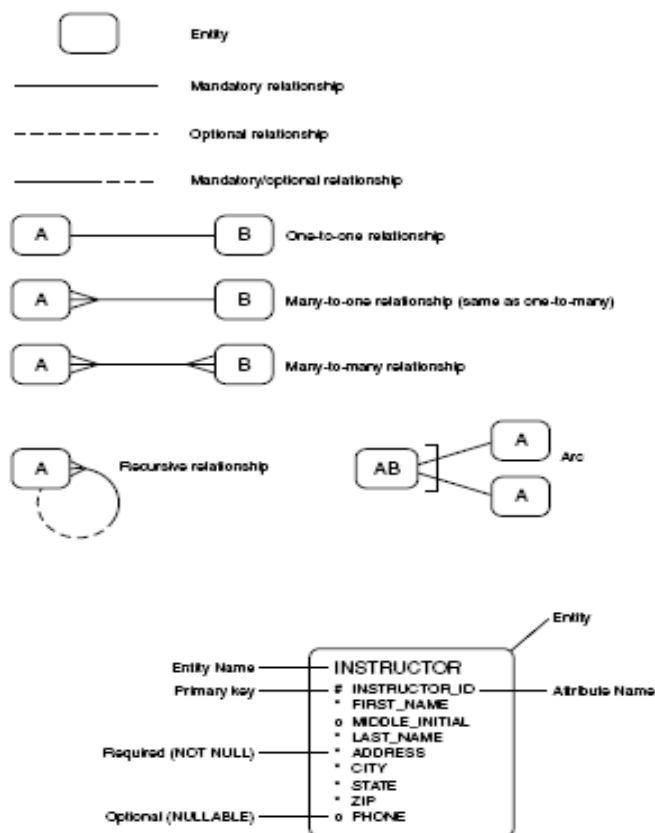 Entity
Mandatory relationship
Optional relationship
Mandatory/optional relationship
A B One-to-one relationship
A B Many-to-one relationship (same as one-to-many)
A B Many-to-many relationship
A Recursive relationship
AB A Arc
A
Entity
Entity Name INSTRUCTOR
Primary key # INSTRUCTOR_ID Attribute Name
* FIRST_NAME
o MIDDLE_INITIAL
* LAST_NAME
Required (NOT NULL) * ADDRESS
* CITY
* STATE
* ZIP
Optional (NULLABLE) o PHONE